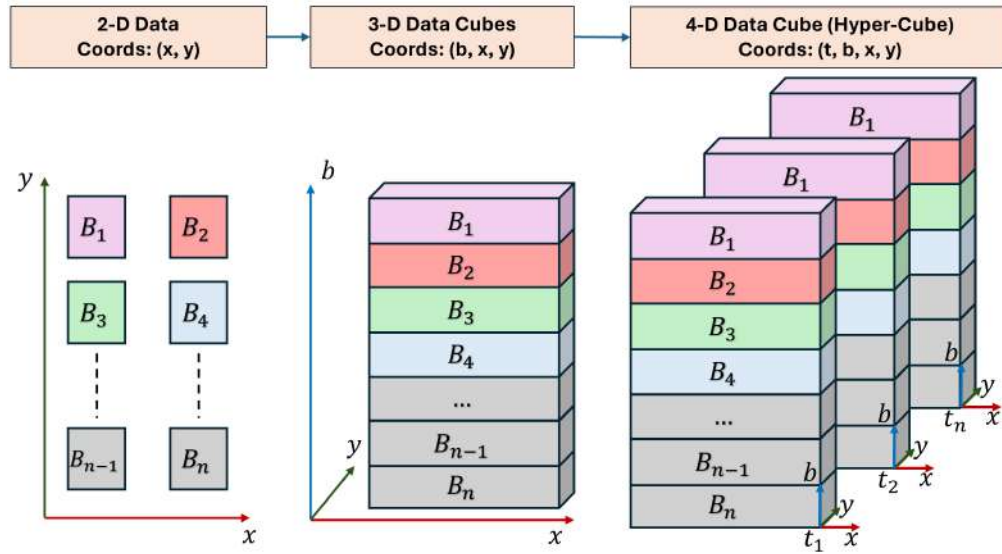 2-D Data
Coords: (x, y)
3-D Data Cubes
Coords: (b, x, y)
4-D Data Cube (Hyper-Cube)
Coords: (t, b, x, y)
y
B₁
B₂
B₃
B₄
Bₙ₋₁
Bₙ
x
b
B₁
B₂
B₃
B₄
...
Bₙ₋₁
Bₙ
y
x
B₁
B₂
B₃
B₄
...
Bₙ₋₁
Bₙ
b
y
t₁
x
B₁
b
y
t₂
x
B₁
b
y
tₙ
x